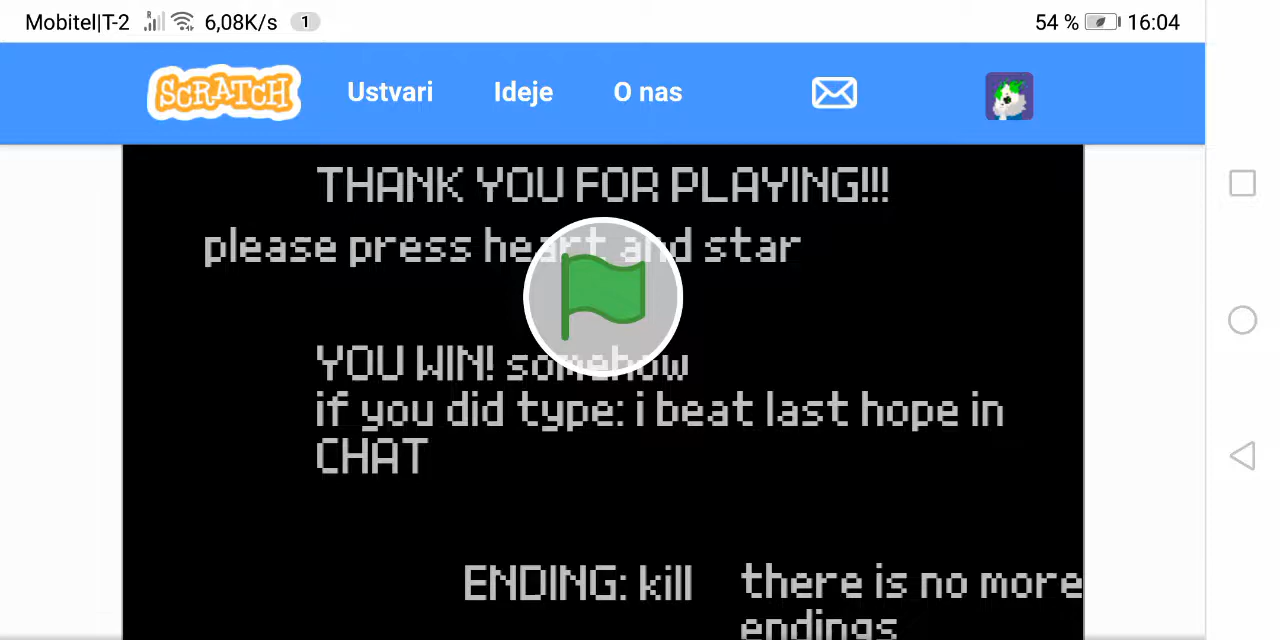 Mobitel|T-2 R 6,08K/s 1 54 % 16:04
SCRATCH Ustvari Ideje O nas
THANK YOU FOR PLAYING!!!
please press heart and star
YOU WIN! somehow
if you did type: i beat last hope in
CHAT
ENDING: kill there is no more
endings